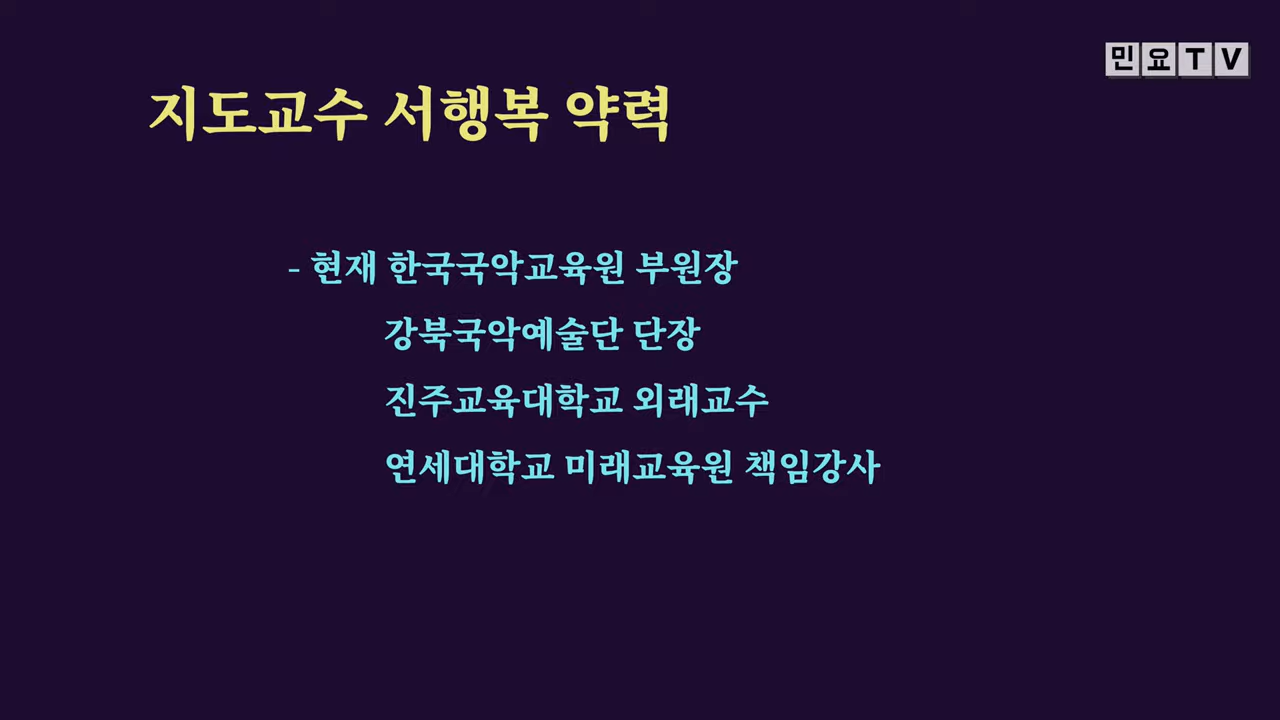 민요TV
지도교수 서행복 약력
- 현재 한국국악교육원 부원장
강북국악예술단 단장
진주교육대학교 외래교수
연세대학교 미래교육원 책임강사